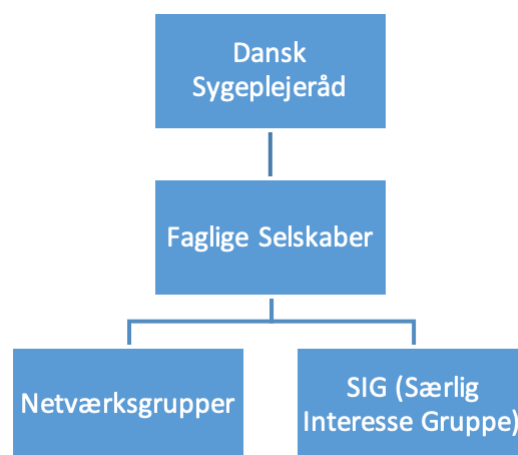 Dansk
Sygeplejeråd
Faglige Selskaber
Netværksgrupper
SIG (Særlig
Interesse Gruppe)